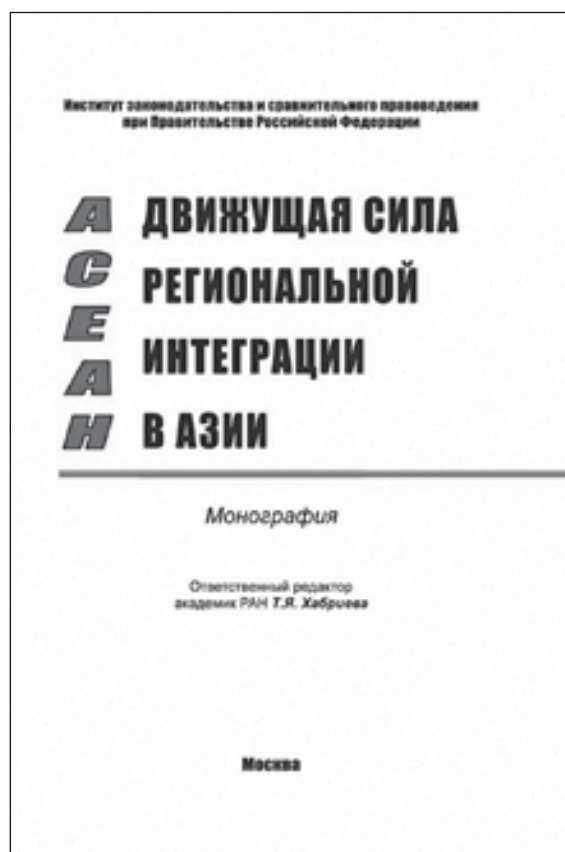 Институт законодательства и сравнительного правоведения
при Правительстве Российской Федерации
АСЕАН
ДВИЖУЩАЯ СИЛА
РЕГИОНАЛЬНОЙ
ИНТЕГРАЦИИ
В АЗИИ
Монография
Ответственный редактор
академик РАН Т.Я. Хабриева
Москва